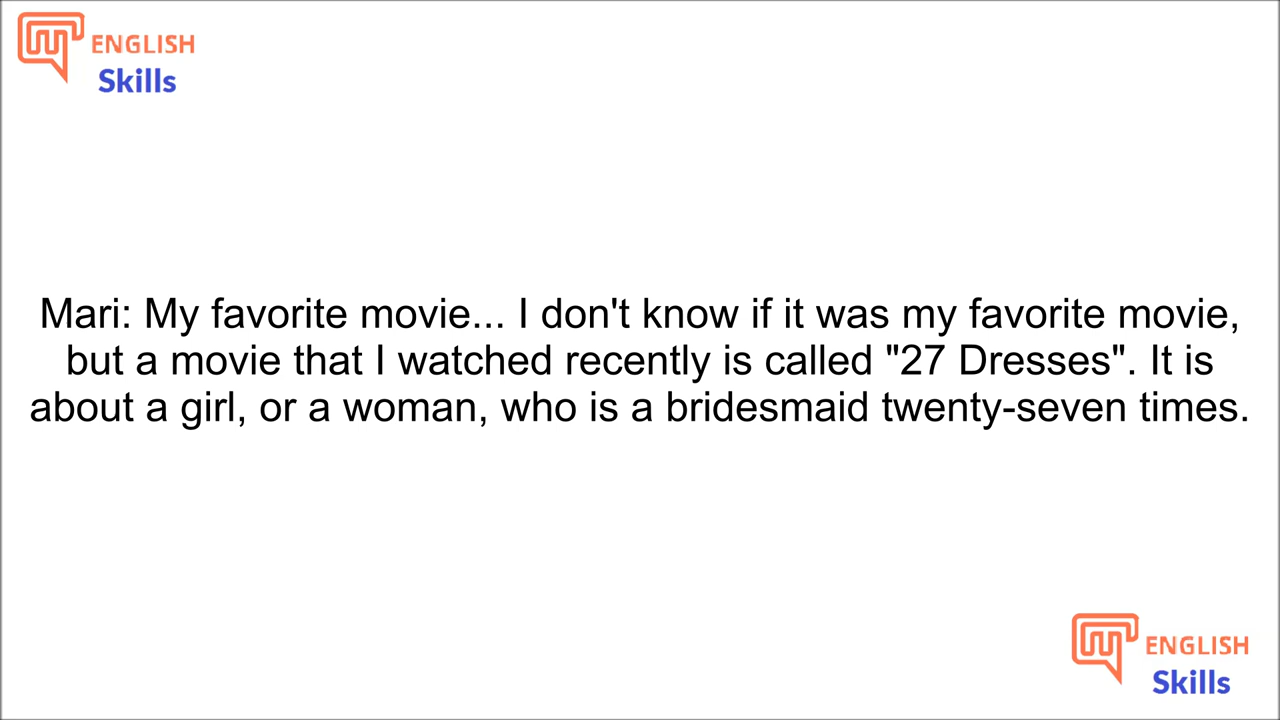 ENGLISH
Skills
Mari: My favorite movie... I don't know if it was my favorite movie,
but a movie that I watched recently is called "27 Dresses". It is
about a girl, or a woman, who is a bridesmaid twenty-seven times.
ENGLISH
Skills